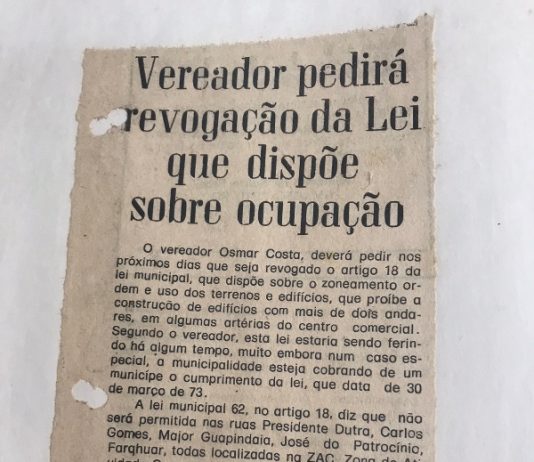 Vereador pedirá
revogação da Lei
que dispõe
sobre ocupação
O vereador Osmar Costa, deverá pedir nos
próximos dias que seja revogado o artigo 18 da
lei municipal, que dispõe sobre o zoneamento or-
dem e uso dos terrenos e edifícios, que proíbe a
construção de edifícios com mais de dois anda-
res, em algumas artérias do centro comercial.
Segundo o vereador, esta lei estaria sendo ferin-
do há algum tempo, muito embora num caso es-
pecial, a municipalidade esteja cobrando de um
munícipe o cumprimento da lei, que data de 30
de março de 73.
A lei municipal 62, no artigo 18, diz que não
será permitida nas ruas Presidente Dutra, Carlos
Gomes, Major Guapindaia, José do Patrocínio,
Farqhuar, todas localizadas na ZAC, Zona de Ati